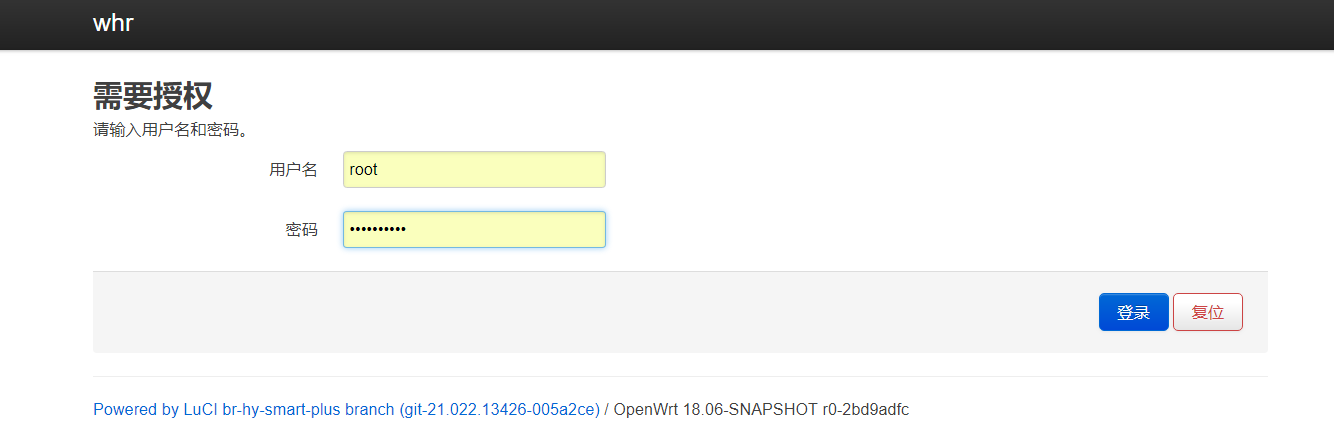 whr
需要授权
请输入用户名和密码。
用户名 root
密码 ••••••••••
登录 复位
Powered by LuCI br-hy-smart-plus branch (git-21.022.13426-005a2ce) / OpenWrt 18.06-SNAPSHOT r0-2bd9adfc